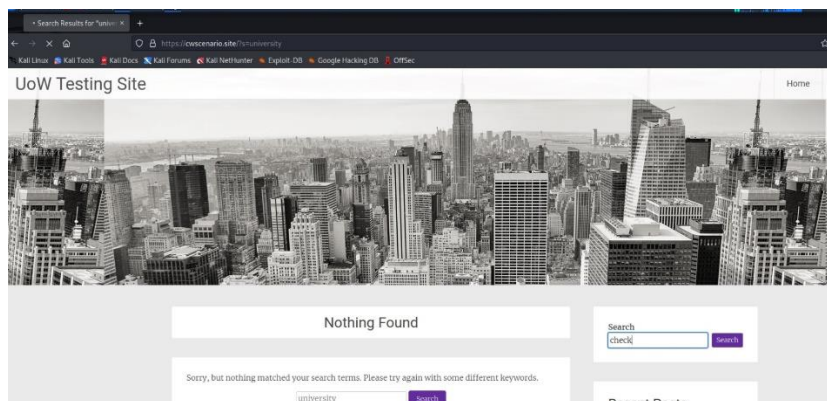 Search Results for "univer ×
+
https://cwscenario.site/?s=university
Kali Linux Kali Tools Kali Docs Kali Forums Kali NetHunter Exploit-DB Google Hacking DB OffSec
UoW Testing Site
Home
Nothing Found
Search
check Search
Sorry, but nothing matched your search terms. Please try again with some different keywords.
university Search
Recent Posts